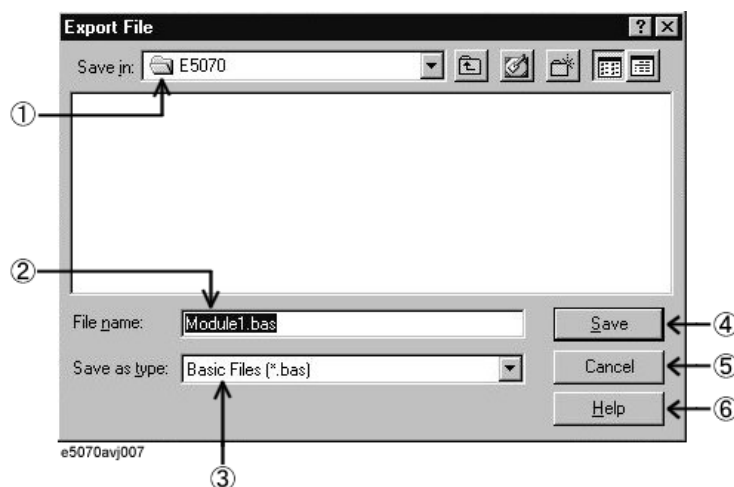 Export File
Save in: E5070
①
②
File name: Module1.bas Save ④
Save as type: Basic Files (*.bas) Cancel ⑤
Help ⑥
e5070avj007
③